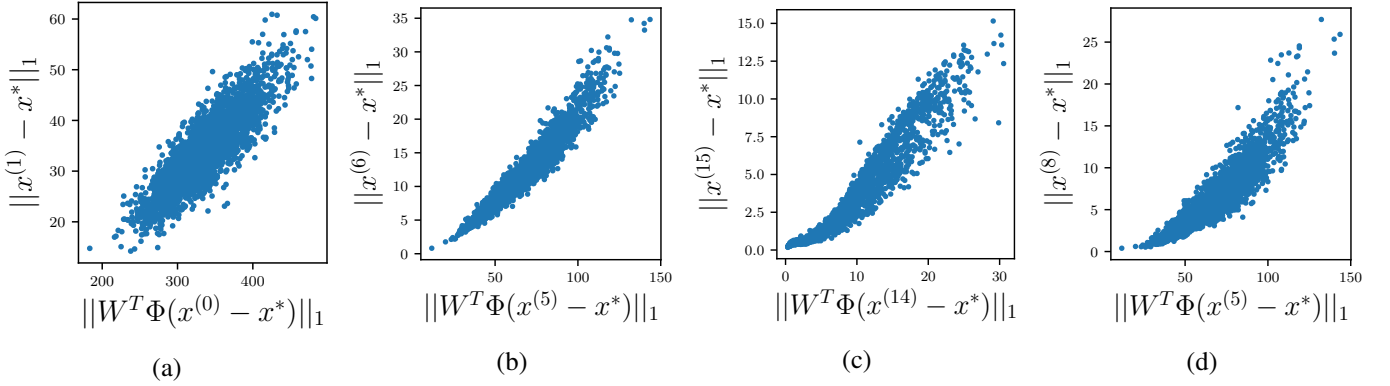 60
50
40
30
20
||x^{(1)} − x^*||_1
200 300 400
||W^T Φ(x^{(0)} − x^*)||_1
(a)
35
30
25
20
15
10
5
0
||x^{(6)} − x^*||_1
50 100 150
||W^T Φ(x^{(5)} − x^*)||_1
(b)
15.0
12.5
10.0
7.5
5.0
2.5
0.0
||x^{(15)} − x^*||_1
0 10 20 30
||W^T Φ(x^{(14)} − x^*)||_1
(c)
25
20
15
10
5
0
||x^{(8)} − x^*||_1
50 100 150
||W^T Φ(x^{(5)} − x^*)||_1
(d)